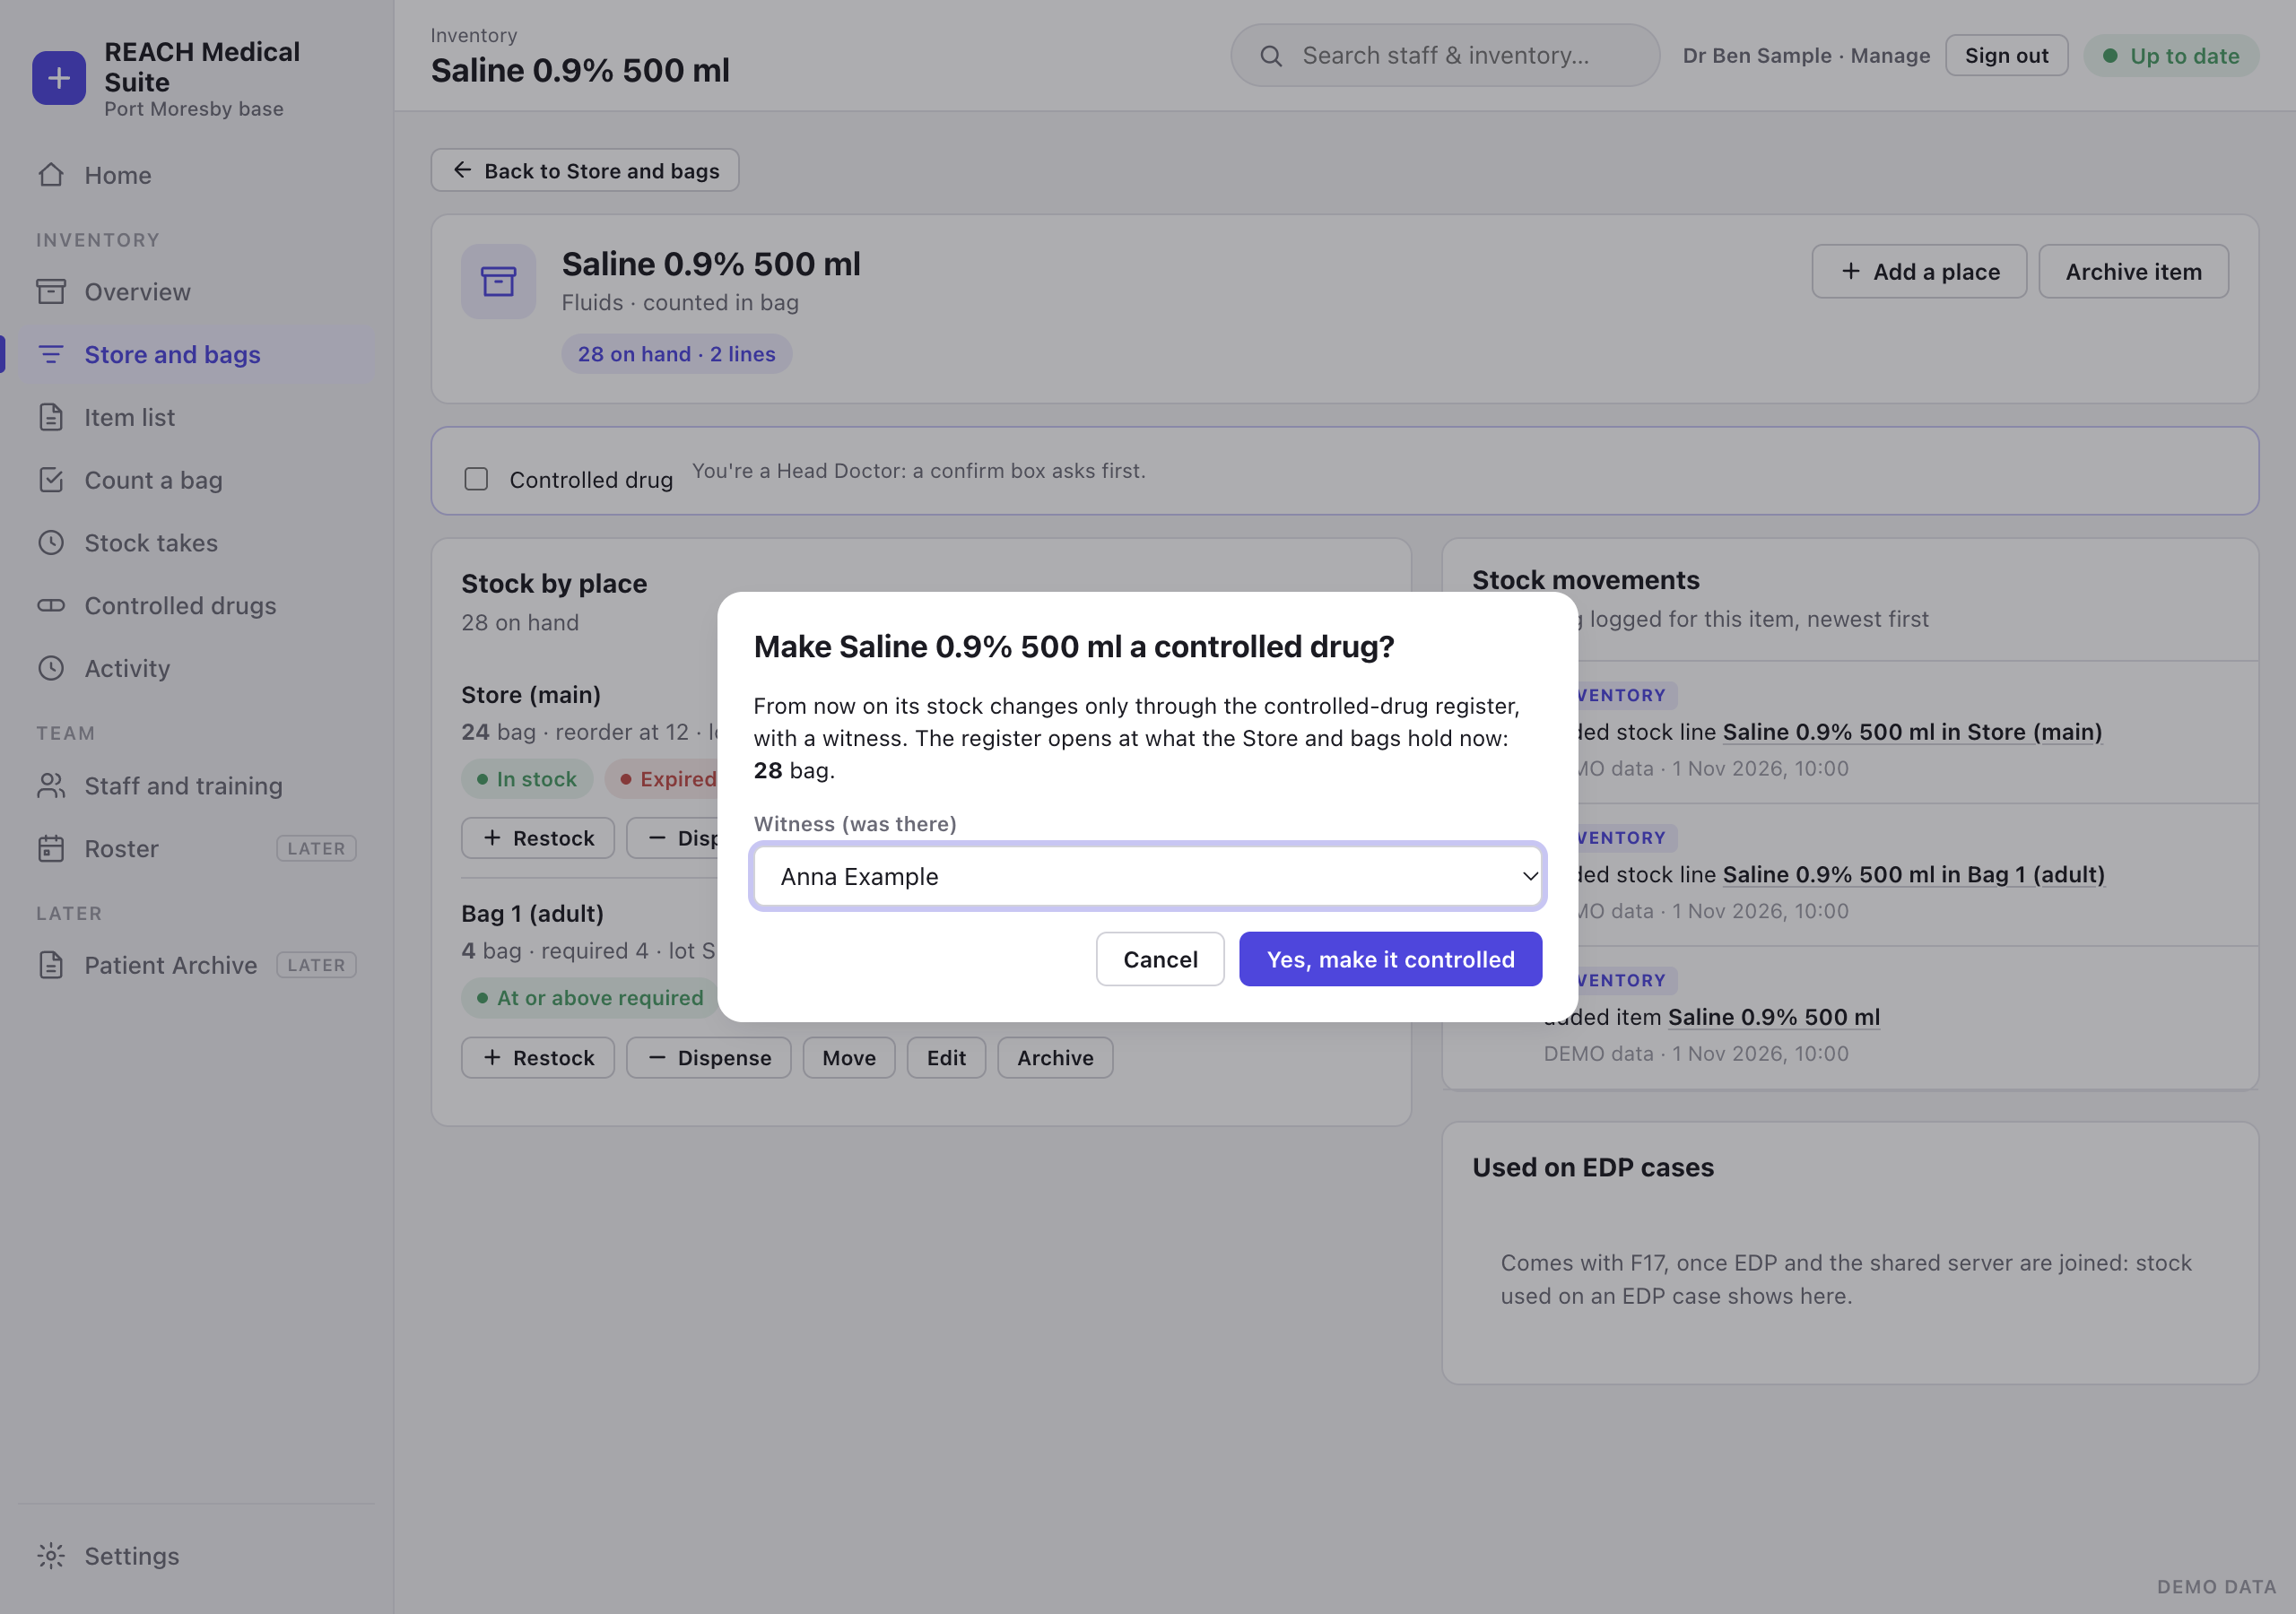 REACH Medical
Suite
Port Moresby base
Home
INVENTORY
Overview
Store and bags
Item list
Count a bag
Stock takes
Controlled drugs
Activity
TEAM
Staff and training
Roster LATER
LATER
Patient Archive LATER
Settings
Inventory
Saline 0.9% 500 ml
Search staff & inventory...
Dr Ben Sample · Manage
Sign out
Up to date
Back to Store and bags
Saline 0.9% 500 ml
Fluids · counted in bag
28 on hand · 2 lines
+ Add a place
Archive item
Controlled drug
You're a Head Doctor: a confirm box asks first.
Stock by place
28 on hand
Store (main)
24 bag · reorder at 12 ·
In stock
Expired
+ Restock
Bag 1 (adult)
4 bag · required 4 · lot
At or above required
+ Restock
− Dispense
Move
Edit
Archive
Make Saline 0.9% 500 ml a controlled drug?
From now on its stock changes only through the controlled-drug register,
with a witness. The register opens at what the Store and bags hold now:
28 bag.
Witness (was there)
Anna Example
Cancel
Yes, make it controlled
Stock movements
logged for this item, newest first
stock line Saline 0.9% 500 ml in Store (main)
data · 1 Nov 2026, 10:00
stock line Saline 0.9% 500 ml in Bag 1 (adult)
data · 1 Nov 2026, 10:00
added item Saline 0.9% 500 ml
DEMO data · 1 Nov 2026, 10:00
Used on EDP cases
Comes with F17, once EDP and the shared server are joined: stock
used on an EDP case shows here.
DEMO DATA